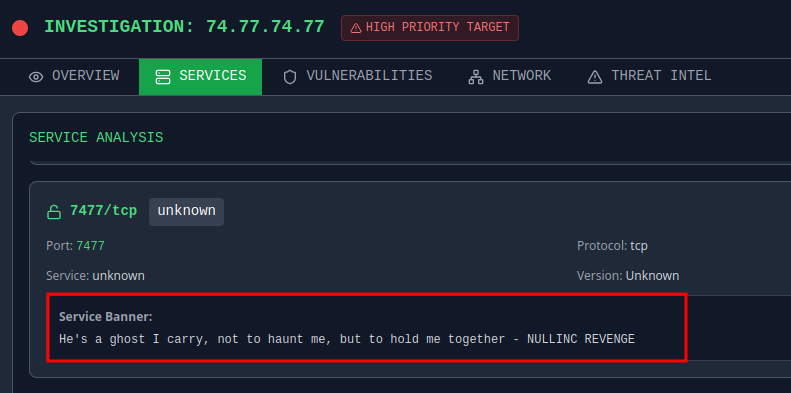 INVESTIGATION: 74.77.74.77 HIGH PRIORITY TARGET
OVERVIEW SERVICES VULNERABILITIES NETWORK THREAT INTEL
SERVICE ANALYSIS
7477/tcp unknown
Port: 7477 Protocol: tcp
Service: unknown Version: Unknown
Service Banner:
He's a ghost I carry, not to haunt me, but to hold me together - NULLINC REVENGE